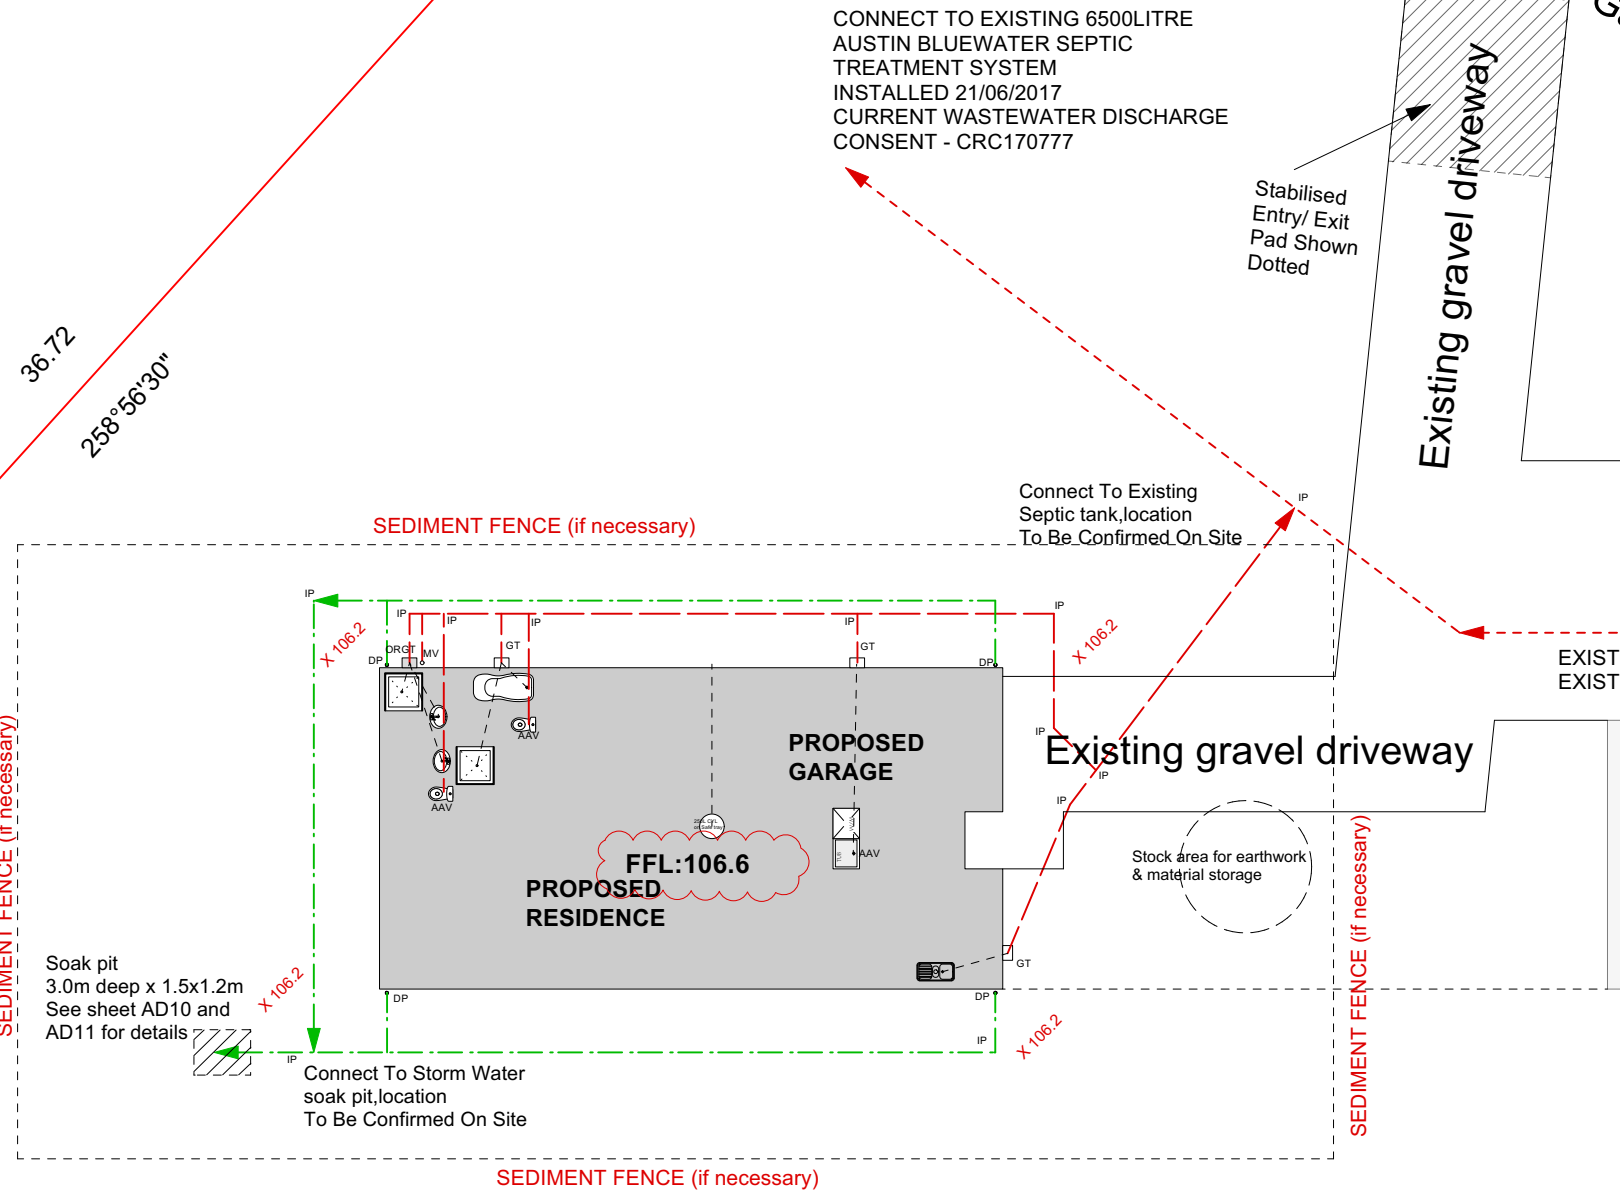 CONNECT TO EXISTING 6500LITRE
AUSTIN BLUEWATER SEPTIC
TREATMENT SYSTEM
INSTALLED 21/06/2017
CURRENT WASTEWATER DISCHARGE
CONSENT - CRC170777
Stabilised
Entry/ Exit
Pad Shown
Dotted
Existing gravel driveway
36.72
258°56'30"
Connect To Existing
Septic tank,location
To Be Confirmed On Site
IP
SEDIMENT FENCE (if necessary)
IP
IP
IP
IP
IP
IP
X 106.2
X 106.2
DP
ORGT
MV
GT
GT
DP
EXIST
EXIST
AAV
AAV
PROPOSED
GARAGE
IP
Existing gravel driveway
IP
IP
TUB
AAV
FFL:106.6
PROPOSED
RESIDENCE
Stock area for earthwork
& material storage
SEDIMENT FENCE (if necessary)
SEDIMENT FENCE (if necessary)
Soak pit
3.0m deep x 1.5x1.2m
See sheet AD10 and
AD11 for details
X 106.2
GT
DP
DP
IP
IP
X 106.2
Connect To Storm Water
soak pit,location
To Be Confirmed On Site
SEDIMENT FENCE (if necessary)